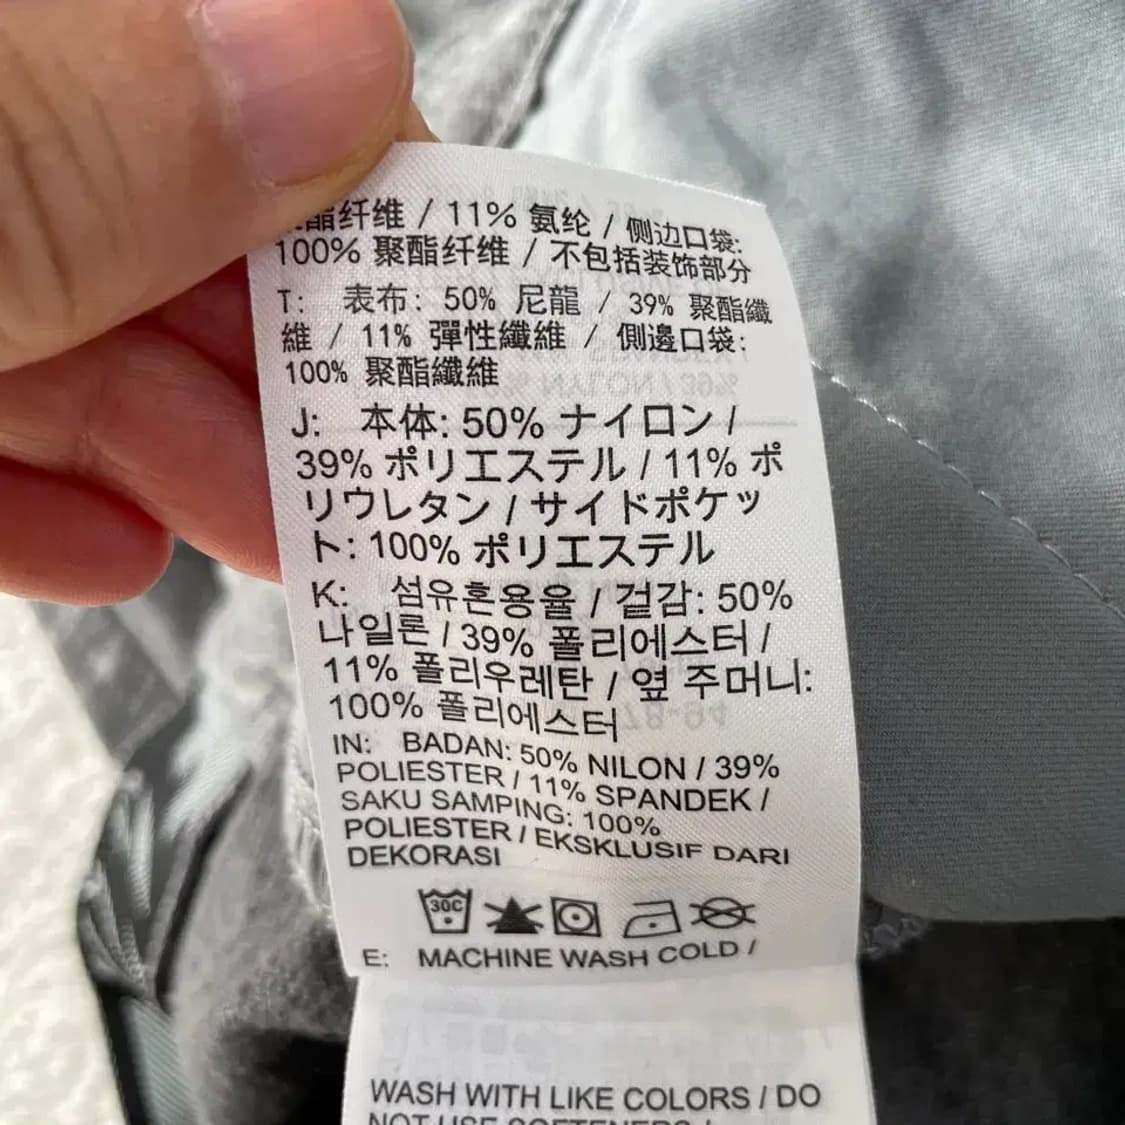 酯纤维 / 11% 氨纶 / 侧边口袋:
100% 聚酯纤维 / 不包括装饰部分
T: 表布: 50% 尼龍 / 39% 聚酯纖
維 / 11% 彈性纖維 / 側邊口袋:
100% 聚酯纖維
J: 本体: 50% ナイロン /
39% ポリエステル / 11% ポ
リウレタン / サイドポケッ
ト: 100% ポリエステル
K: 섬유혼용율 / 겉감: 50%
나일론 / 39% 폴리에스터 /
11% 폴리우레탄 / 옆 주머니:
100% 폴리에스터
IN: BADAN: 50% NILON / 39%
POLIESTER / 11% SPANDEK /
SAKU SAMPING: 100%
POLIESTER / EKSKLUSIF DARI
DEKORASI
30C
E: MACHINE WASH COLD /
WASH WITH LIKE COLORS / DO
NOT USE SOFTENERS /